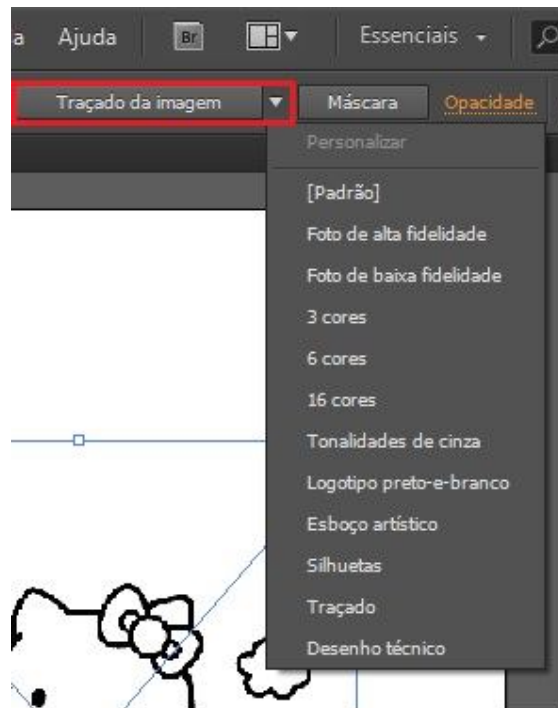 a Ajuda Br Essenciais
Traçado da imagem Máscara Opacidade
Personalizar
[Padrão]
Foto de alta fidelidade
Foto de baixa fidelidade
3 cores
6 cores
16 cores
Tonalidades de cinza
Logotipo preto-e-branco
Esboço artístico
Silhuetas
Traçado
Desenho técnico